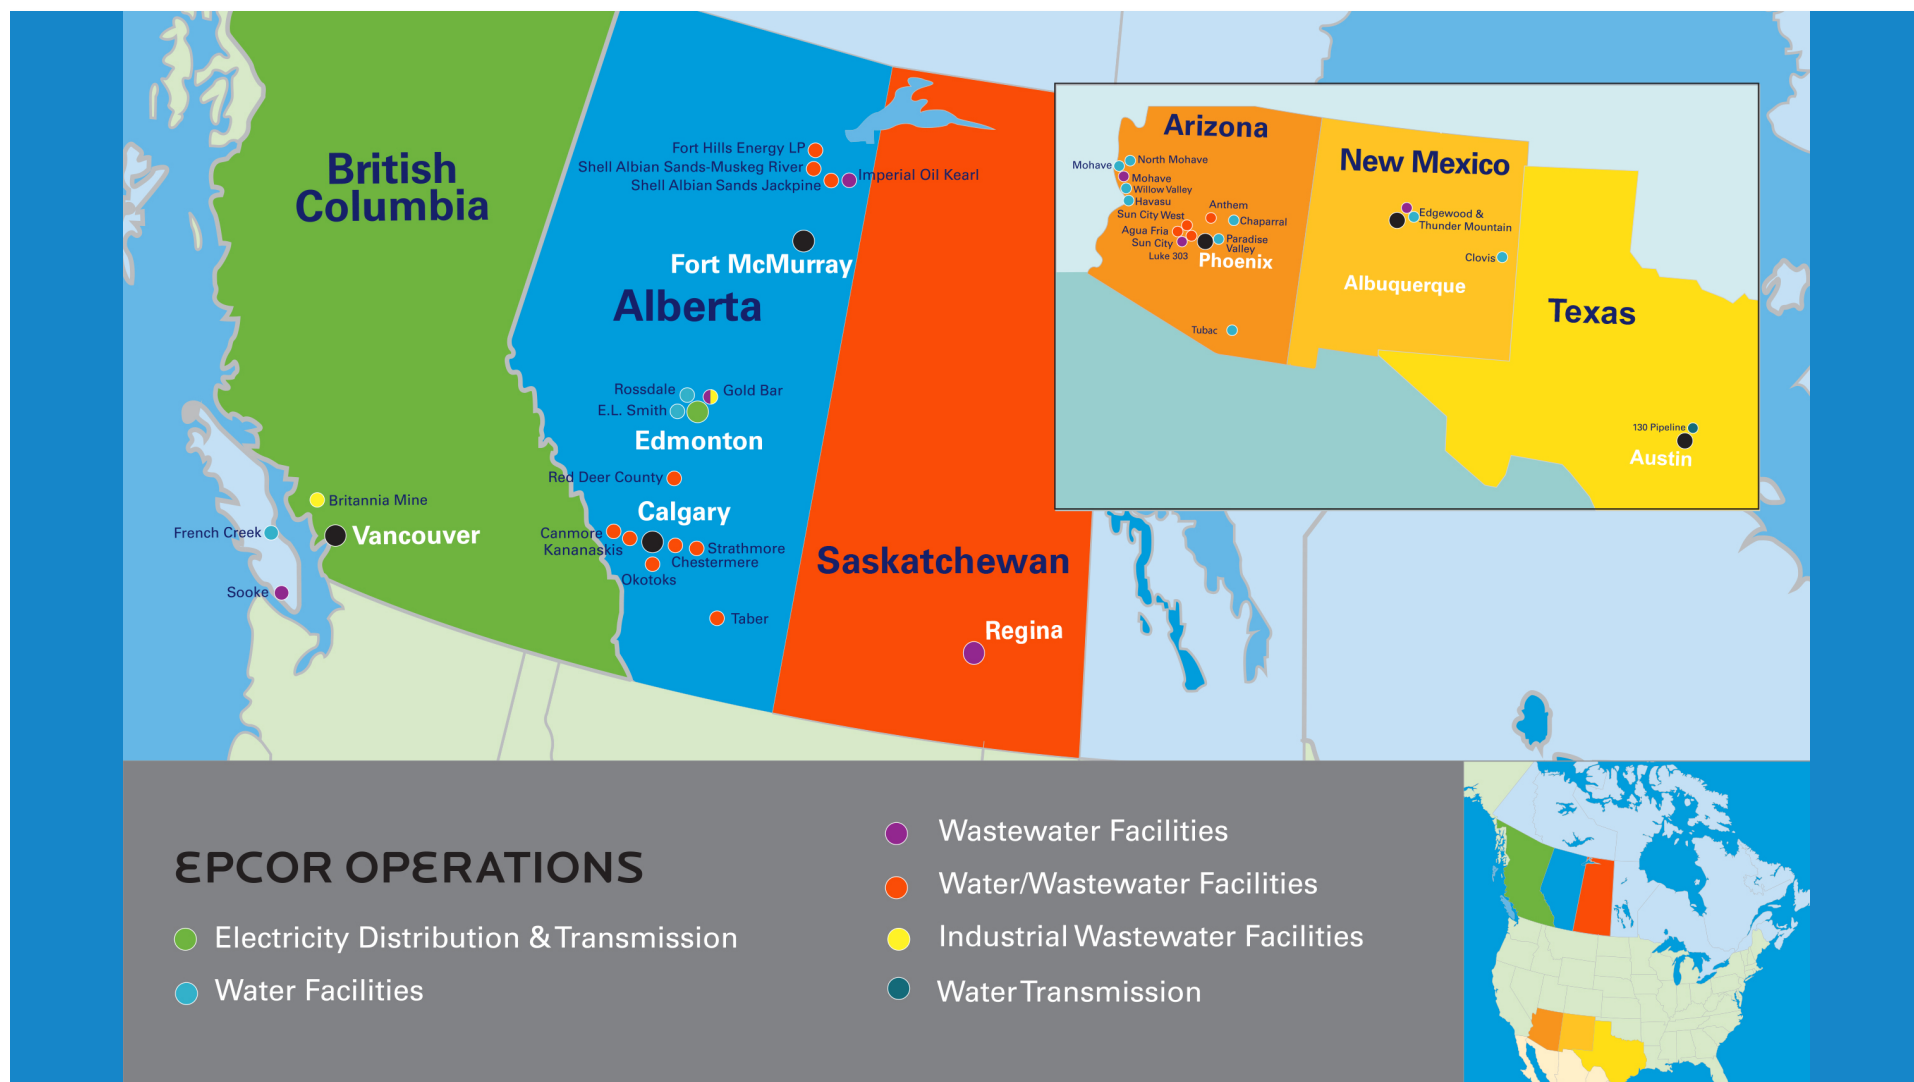 British
Columbia
Fort Hills Energy LP
Shell Albian Sands-Muskeg River
Shell Albian Sands Jackpine
Imperial Oil Kearl
Fort McMurray
Alberta
Rossdale
Gold Bar
E.L. Smith
Edmonton
Red Deer County
Calgary
Canmore
Kananaskis
Strathmore
Chestermere
Okotoks
Taber
Britannia Mine
French Creek
Vancouver
Sooke
Saskatchewan
Regina
Arizona
North Mohave
Mohave
Mohave
Willow Valley
Havasu
Anthem
Sun City West
Chaparral
Agua Fria
Sun City
Paradise
Valley
Luke 303
Phoenix
Tubac
New Mexico
Edgewood &
Thunder Mountain
Clovis
Albuquerque
Texas
130 Pipeline
Austin
EPCOR OPERATIONS
Electricity Distribution & Transmission
Water Facilities
Wastewater Facilities
Water/Wastewater Facilities
Industrial Wastewater Facilities
Water Transmission